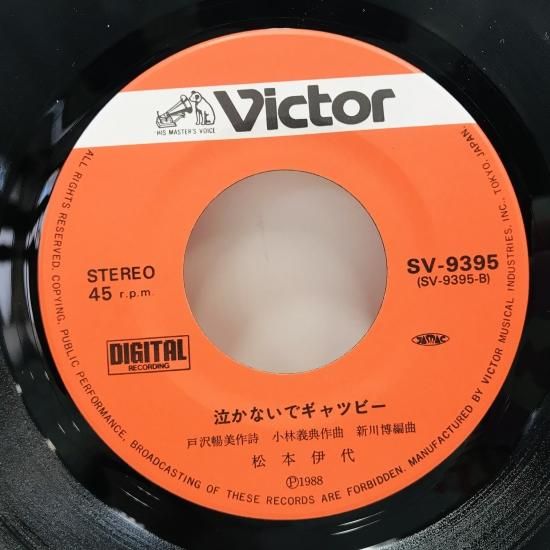 Victor
HIS MASTER'S VOICE
STEREO
45 r.p.m.
SV-9395
(SV-9395-B)
DIGITAL
RECORDING
JASRAC
泣かないでギャツビー
戸沢暢美作詩 小林義典作曲 新川博編曲
松本伊代
Ⓟ1988
ALL RIGHTS RESERVED. COPYING, PUBLIC PERFORMANCE, BROADCASTING OF THESE RECORDS ARE FORBIDDEN. MANUFACTURED BY VICTOR MUSICAL INDUSTRIES, INC., TOKYO, JAPAN.